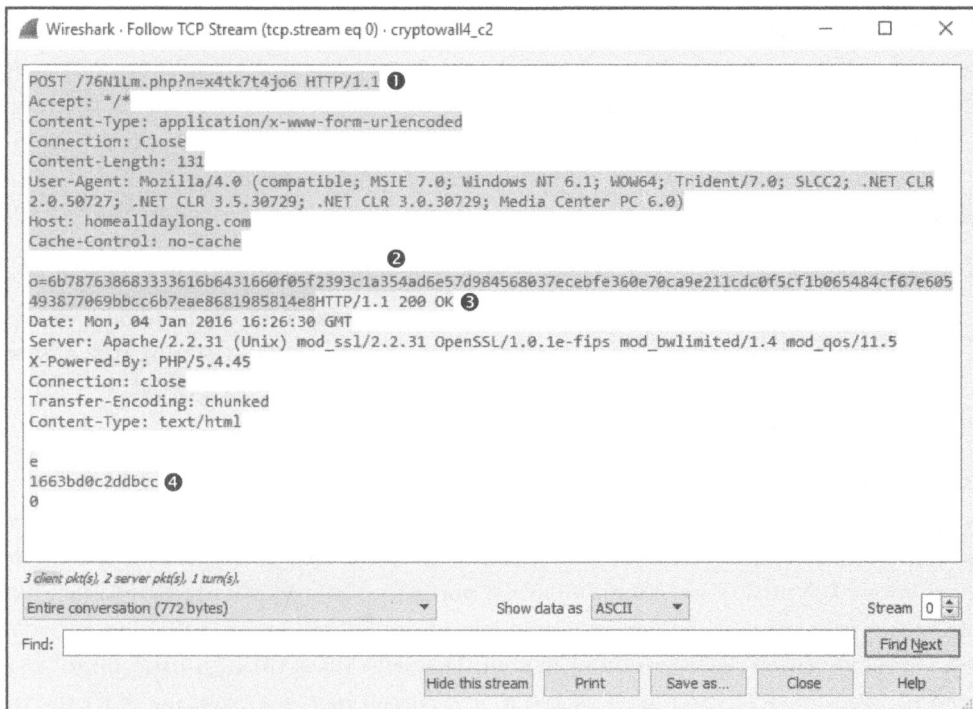 Wireshark · Follow TCP Stream (tcp.stream eq 0) · cryptowall4_c2
POST /76N1Lm.php?n=x4tk7t4jo6 HTTP/1.1 ❶
Accept: */*
Content-Type: application/x-www-form-urlencoded
Connection: Close
Content-Length: 131
User-Agent: Mozilla/4.0 (compatible; MSIE 7.0; Windows NT 6.1; WOW64; Trident/7.0; SLCC2; .NET CLR
2.0.50727; .NET CLR 3.5.30729; .NET CLR 3.0.30729; Media Center PC 6.0)
Host: homealldaylong.com
Cache-Control: no-cache
❷
o=6b787638683333616b6431660f05f2393c1a354ad6e57d984568037ecebfe360e70ca9e211cdc0f5cf1b065484cf67e605
493877069bbcc6b7eae8681985814e8HTTP/1.1 200 OK ❸
Date: Mon, 04 Jan 2016 16:26:30 GMT
Server: Apache/2.2.31 (Unix) mod_ssl/2.2.31 OpenSSL/1.0.1e-fips mod_bwlimited/1.4 mod_qos/11.5
X-Powered-By: PHP/5.4.45
Connection: close
Transfer-Encoding: chunked
Content-Type: text/html
e
1663bd0c2ddbcc ❹
0
3 client pkt(s), 2 server pkt(s), 1 turn(s).
Entire conversation (772 bytes) Show data as ASCII Stream 0
Find: Find Next
Hide this stream Print Save as... Close Help